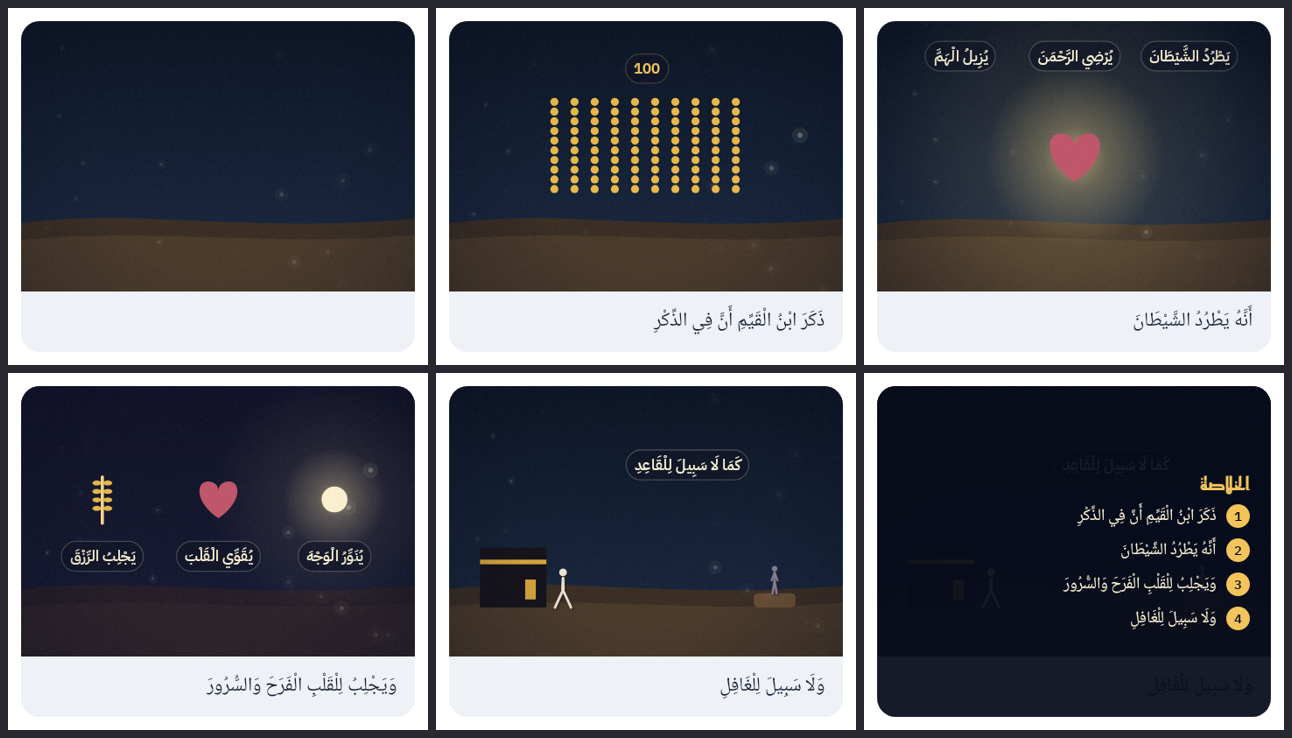 100
ذَكَرَ ابْنُ الْقَيِّمِ أَنَّ فِي الذِّكْرِ
يَطْرُدُ الشَّيْطَانَ
يُرْضِي الرَّحْمَنَ
يُزِيلُ الْهَمَّ
أَنَّهُ يَطْرُدُ الشَّيْطَانَ
يُنَوِّرُ الْوَجْهَ
يُقَوِّي الْقَلْبَ
يَجْلِبُ الرِّزْقَ
وَيَجْلِبُ لِلْقَلْبِ الْفَرَحَ وَالسُّرُورَ
كَمَا لَا سَبِيلَ لِلْقَاعِدِ
وَلَا سَبِيلَ لِلْغَافِلِ
كَمَا لَا سَبِيلَ لِلْقَاعِدِ
الخلاصة
1 ذَكَرَ ابْنُ الْقَيِّمِ أَنَّ فِي الذِّكْرِ
2 أَنَّهُ يَطْرُدُ الشَّيْطَانَ
3 وَيَجْلِبُ لِلْقَلْبِ الْفَرَحَ وَالسُّرُورَ
4 وَلَا سَبِيلَ لِلْغَافِلِ
وَلَا سَبِيلَ لِلْغَافِلِ